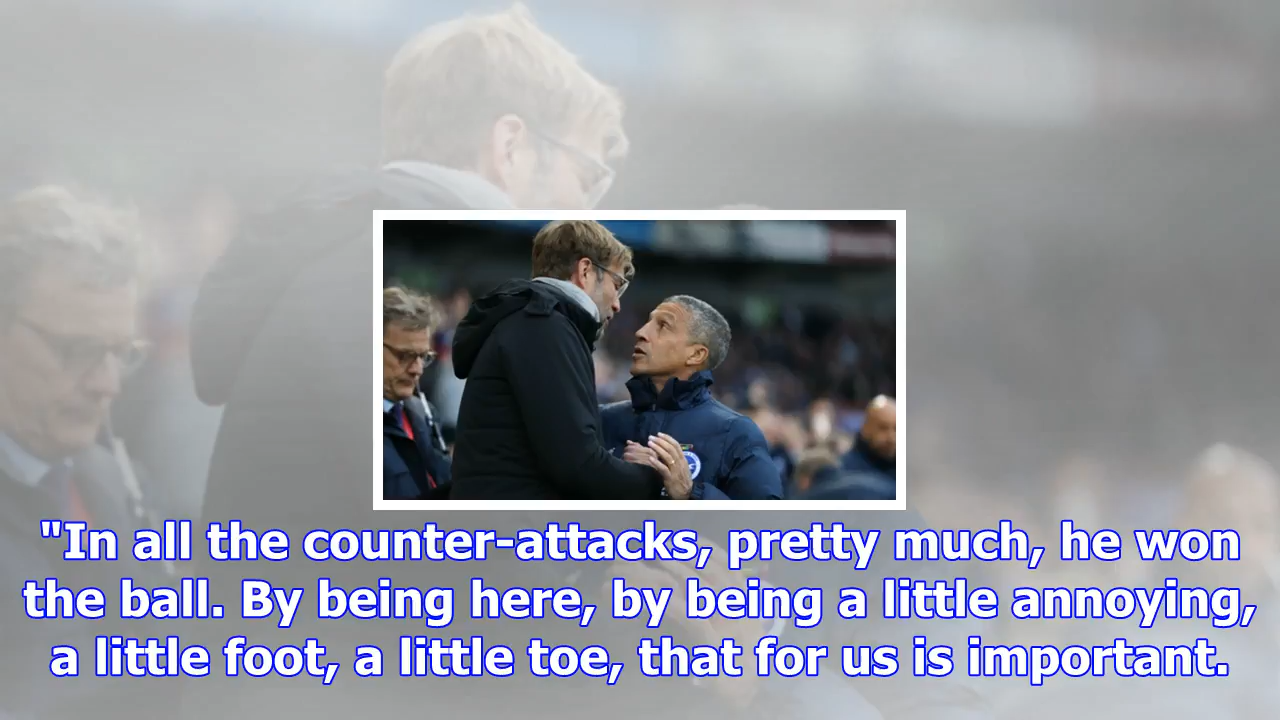 "In all the counter-attacks, pretty much, he won
the ball. By being here, by being a little annoying,
a little foot, a little toe, that for us is important.